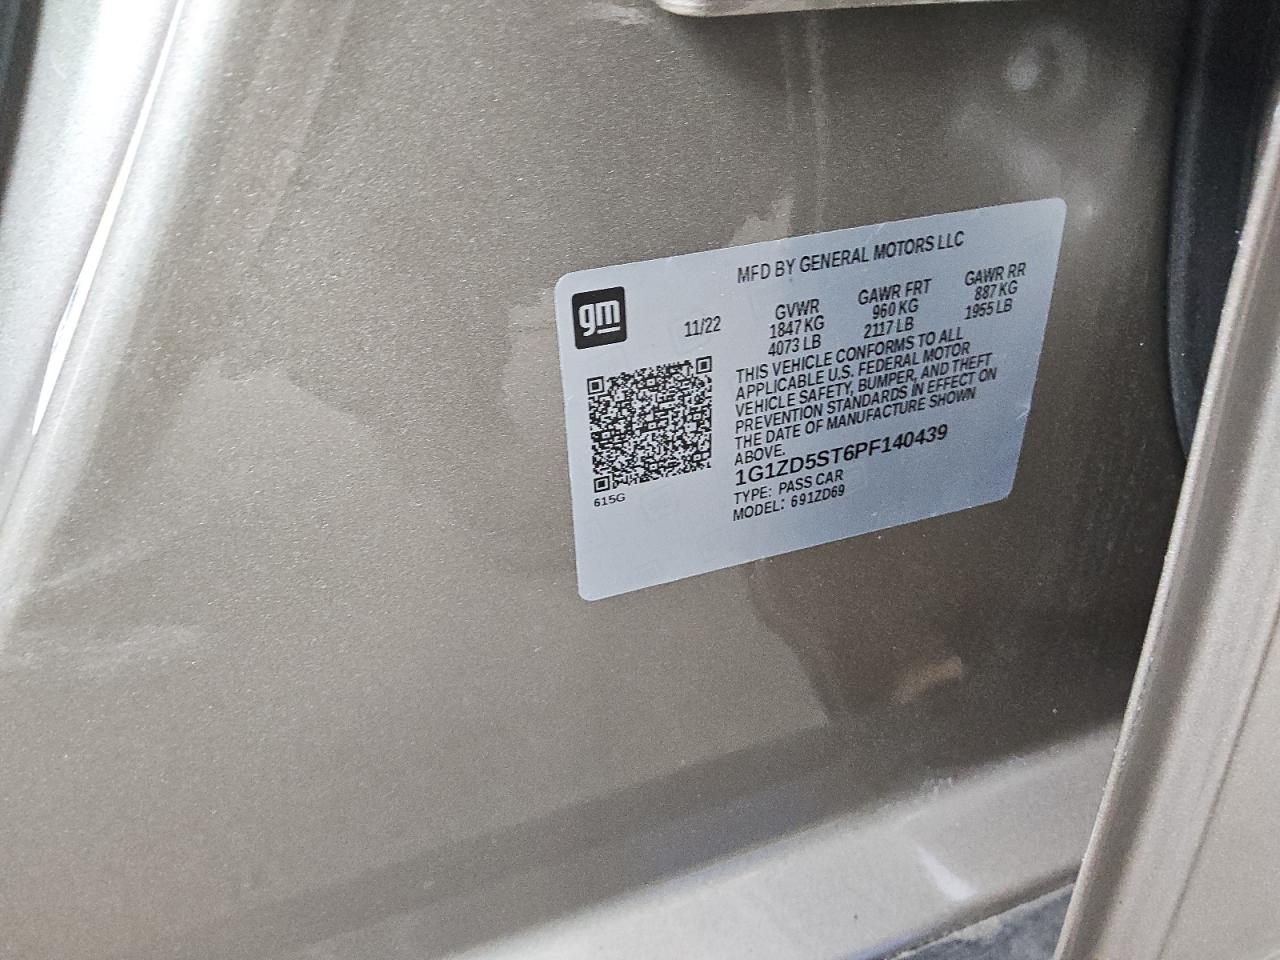 MFD BY GENERAL MOTORS LLC
gm
11/22
GVWR GAWR FRT GAWR RR
1847 KG 960 KG 887 KG
4073 LB 2117 LB 1955 LB
THIS VEHICLE CONFORMS TO ALL
APPLICABLE U.S. FEDERAL MOTOR
VEHICLE SAFETY, BUMPER, AND THEFT
PREVENTION STANDARDS IN EFFECT ON
THE DATE OF MANUFACTURE SHOWN
ABOVE.
1G1ZD5ST6PF140439
TYPE: PASS CAR
MODEL: 691ZD69
615G